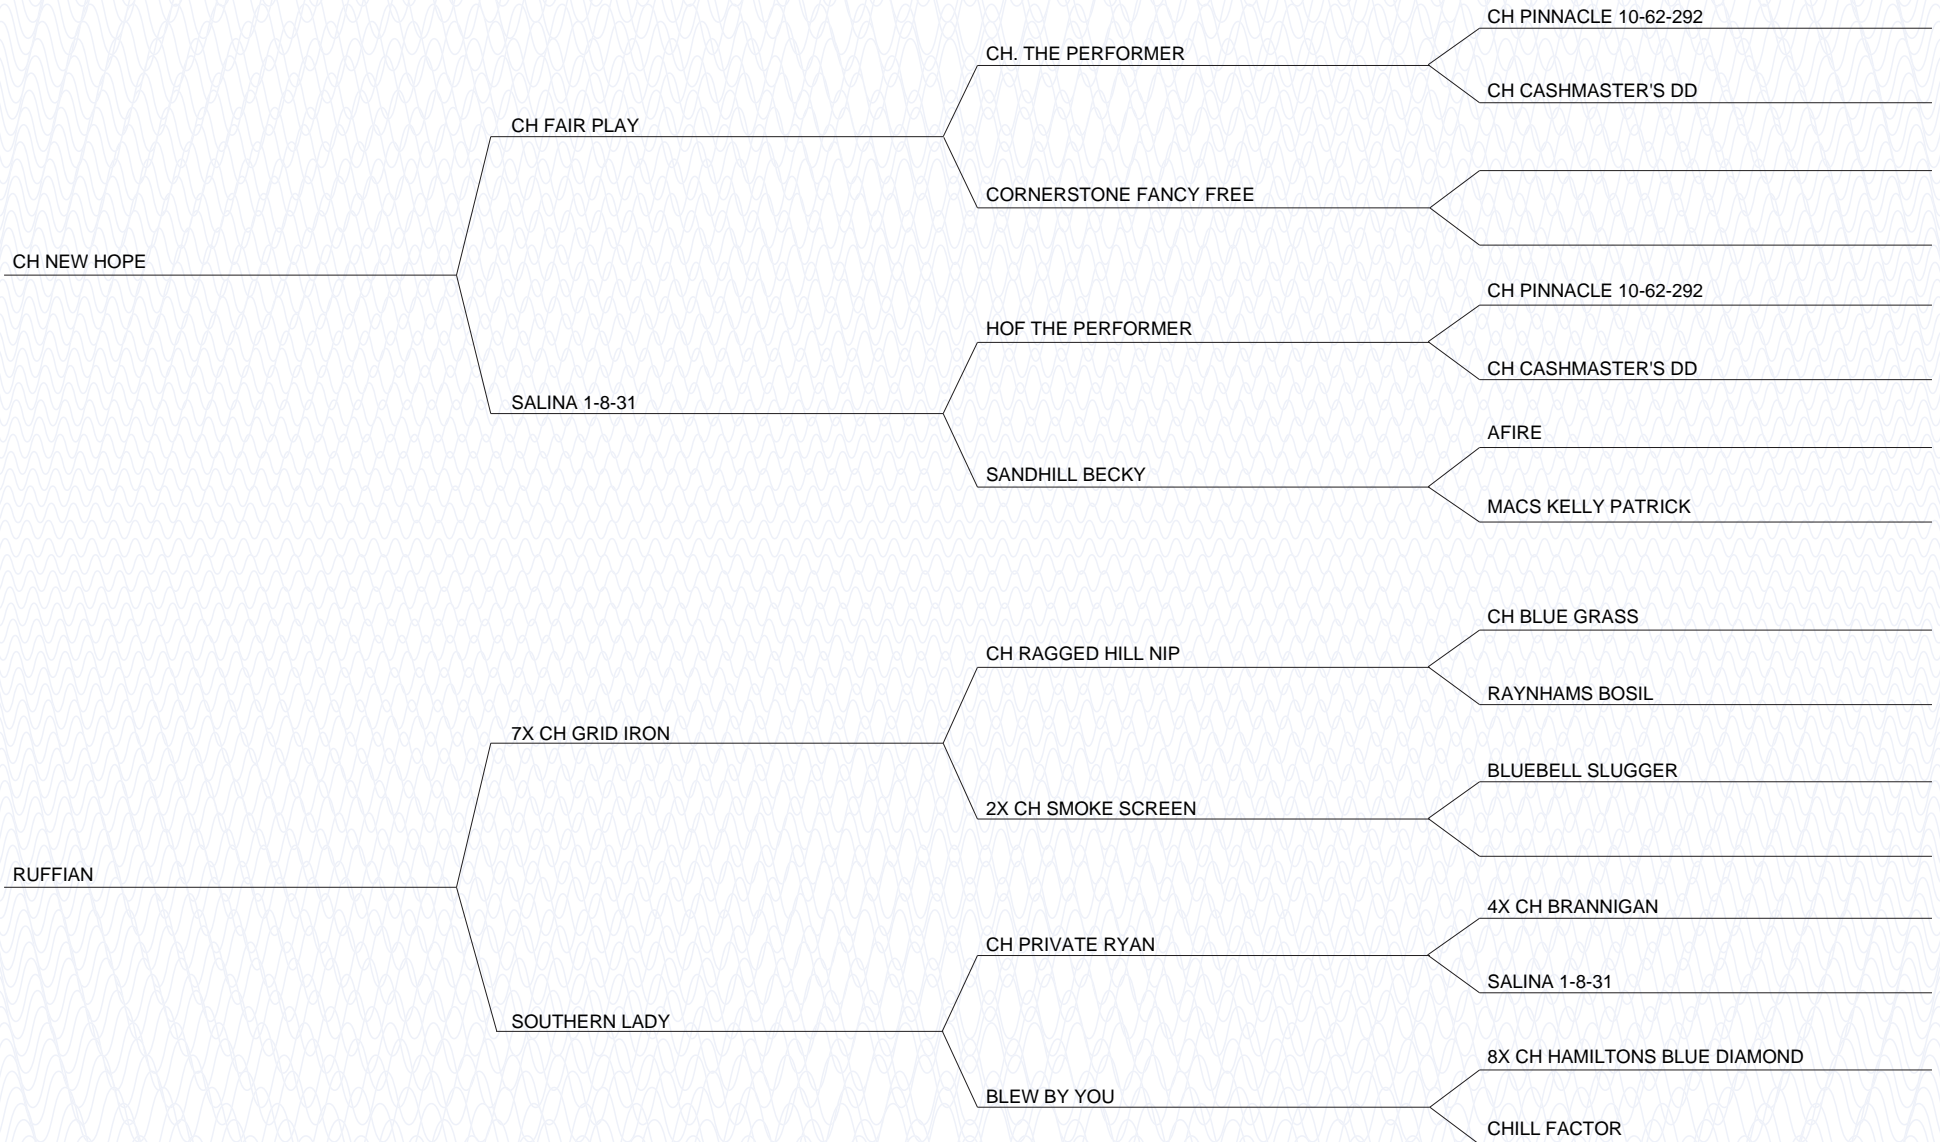 CH PINNACLE 10-62-292
CH. THE PERFORMER
CH CASHMASTER'S DD
CH FAIR PLAY
CORNERSTONE FANCY FREE
CH NEW HOPE
CH PINNACLE 10-62-292
HOF THE PERFORMER
CH CASHMASTER'S DD
SALINA 1-8-31
AFIRE
SANDHILL BECKY
MACS KELLY PATRICK
CH BLUE GRASS
CH RAGGED HILL NIP
RAYNHAMS BOSIL
7X CH GRID IRON
BLUEBELL SLUGGER
2X CH SMOKE SCREEN
RUFFIAN
4X CH BRANNIGAN
CH PRIVATE RYAN
SALINA 1-8-31
SOUTHERN LADY
8X CH HAMILTONS BLUE DIAMOND
BLEW BY YOU
CHILL FACTOR